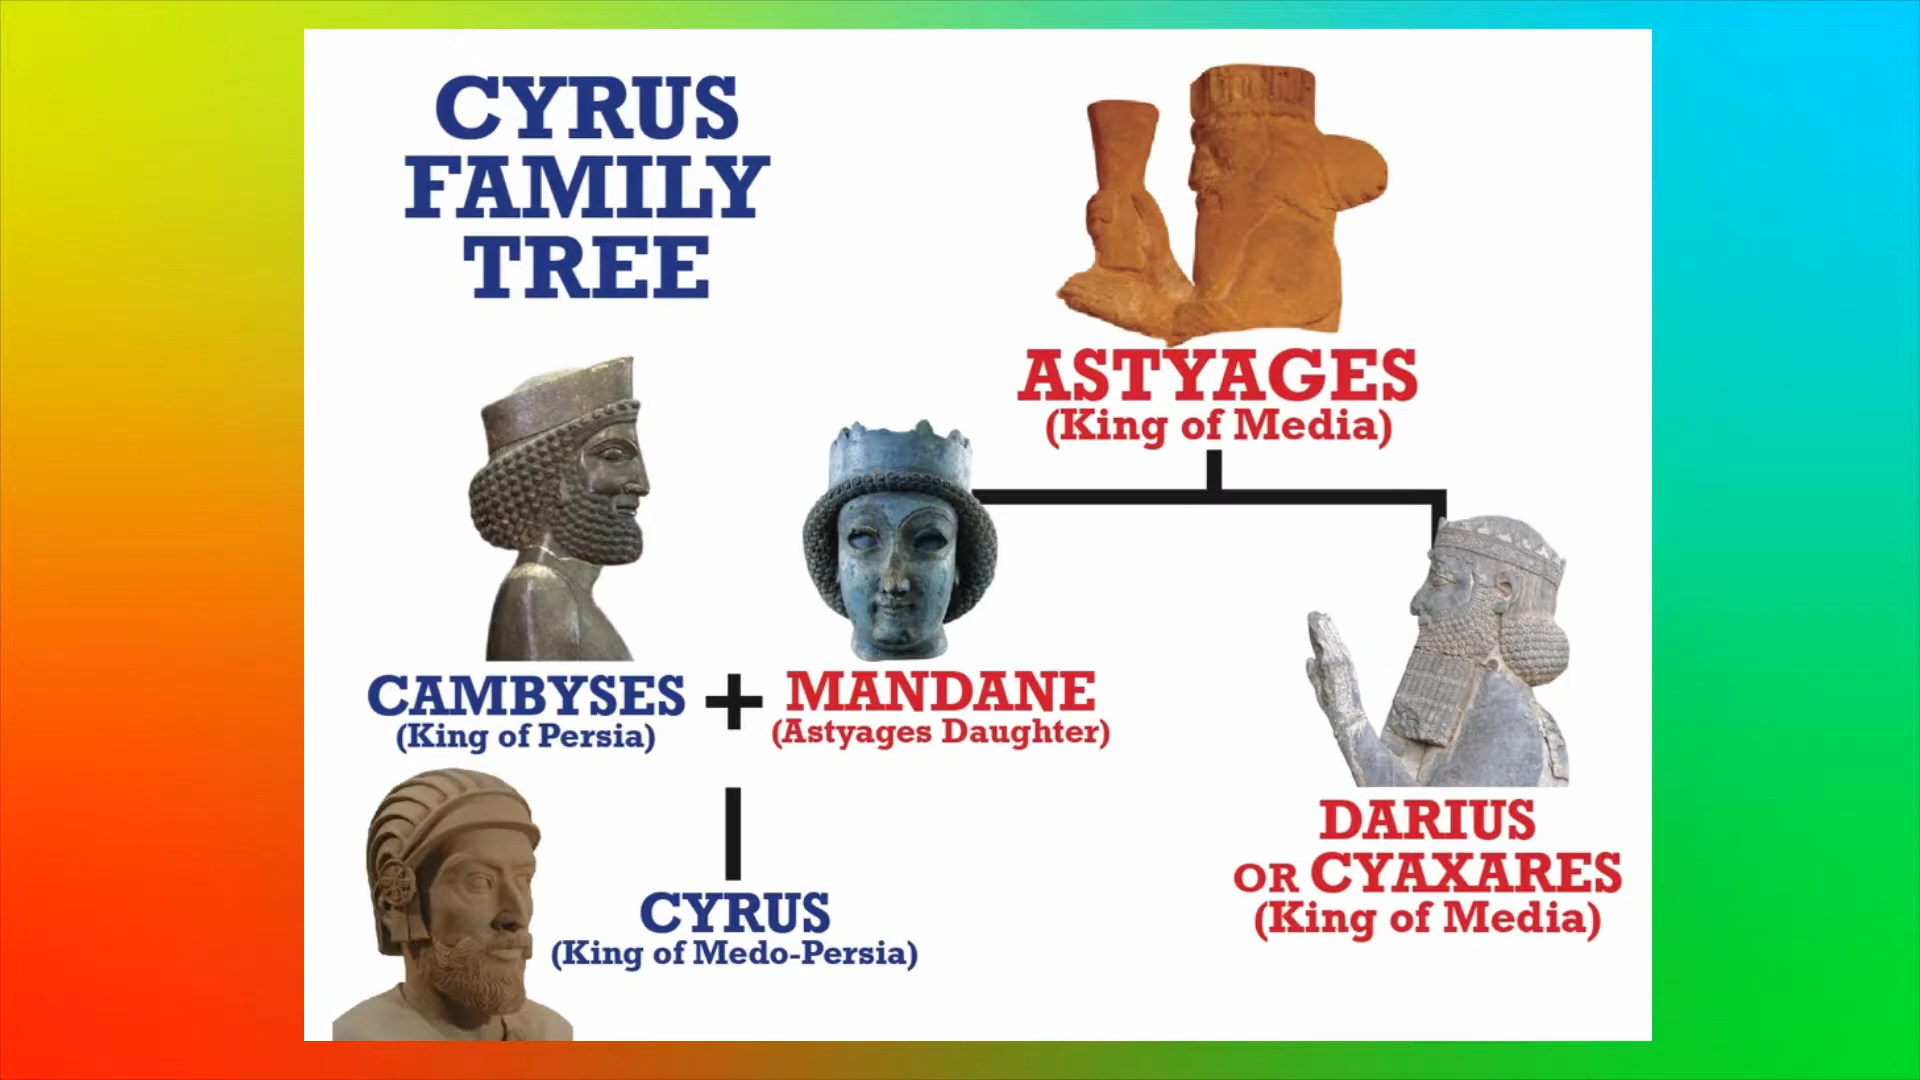 CYRUS
FAMILY
TREE
ASTYAGES
(King of Media)
CAMBYSES
(King of Persia)
+
MANDANE
(Astyages Daughter)
DARIUS
OR CYAXARES
(King of Media)
CYRUS
(King of Medo-Persia)